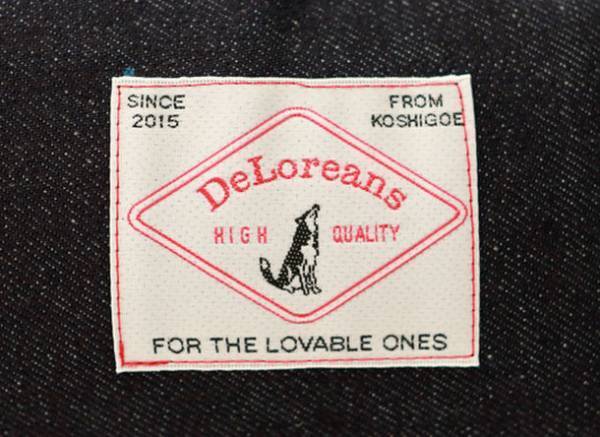 SINCE
2015
FROM
KOSHIGOE
DeLoreans
HIGH QUALITY
FOR THE LOVABLE ONES